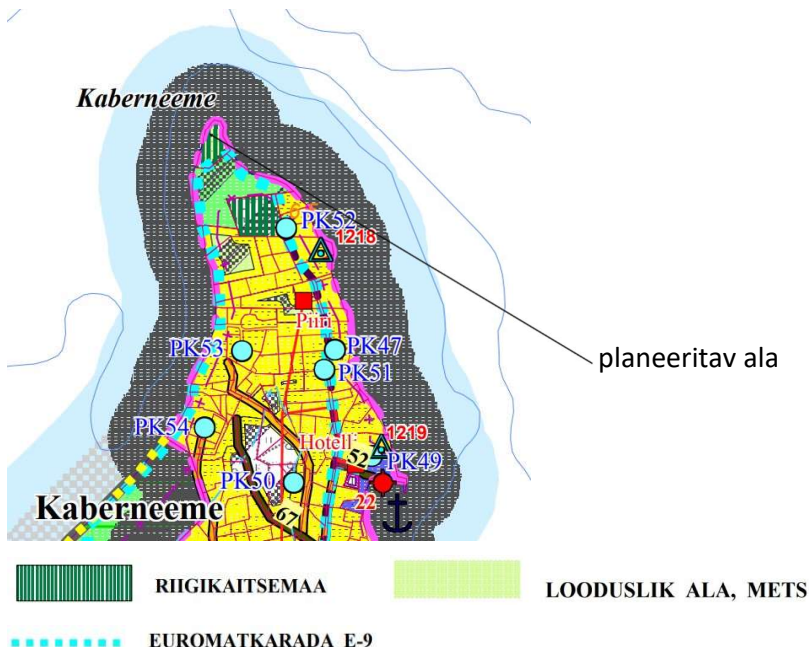 Kaberneeme
PK52
1218
Piiri
PK53
PK47
PK51
planeeritav ala
PK54
Hotell
1219
52
PK49
PK50
22
Kaberneeme
67
RIIGIKAITSEMAA
LOODUSLIK ALA, METS
EUROMATKARADA E-9